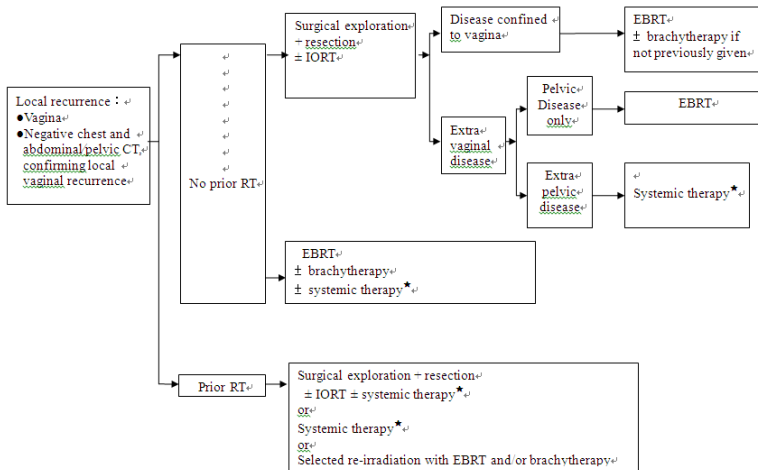 Local recurrence：
●Vagina
●Negative chest and
abdominal/pelvic CT,
confirming local
vaginal recurrence
No prior RT
Surgical exploration
+ resection
± IORT
Disease confined
to vagina
EBRT
± brachytherapy if
not previously given
Extra
vaginal
disease
Pelvic
Disease
only
EBRT
Extra
pelvic
disease
Systemic therapy★
EBRT
± brachytherapy
± systemic therapy★
Prior RT
Surgical exploration + resection
± IORT ± systemic therapy★
or
Systemic therapy★
or
Selected re-irradiation with EBRT and/or brachytherapy